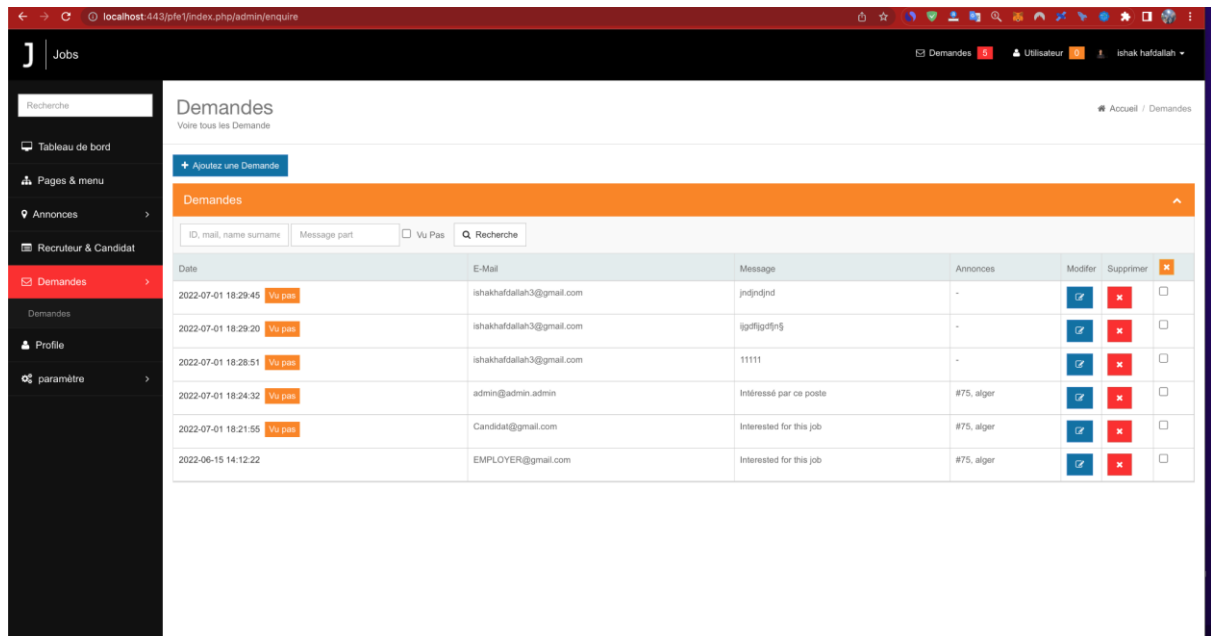 localhost:443/pfe1/index.php/admin/enquire
J Jobs
Demandes 5 Utilisateur 0 ishak hafdallah
Recherche
Tableau de bord
Pages & menu
Annonces
Recruteur & Candidat
Demandes
Demandes
Profile
paramètre
Demandes
Voire tous les Demande
Accueil / Demandes
Ajoutez une Demande
Demandes
ID, mail, name surname Message part Vu Pas Recherche
Date E-Mail Message Annonces Modifer Supprimer
2022-07-01 18:29:45 Vu pas ishakhafdallah3@gmail.com jndjndjnd -
2022-07-01 18:29:20 Vu pas ishakhafdallah3@gmail.com ijgdfijgdfjn§ -
2022-07-01 18:28:51 Vu pas ishakhafdallah3@gmail.com 11111 -
2022-07-01 18:24:32 Vu pas admin@admin.admin Intéressé par ce poste #75, alger
2022-07-01 18:21:55 Vu pas Candidat@gmail.com Interested for this job #75, alger
2022-06-15 14:12:22 EMPLOYER@gmail.com Interested for this job #75, alger